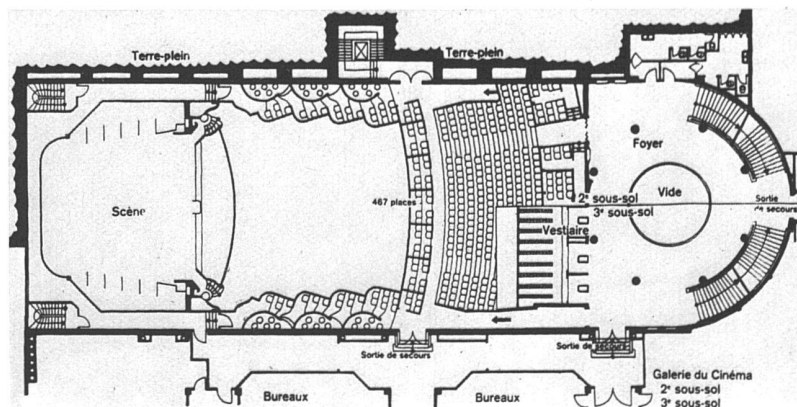 Terre-plein
Terre-plein
Foyer
Scène
467 places
2e sous-sol
Vide
Sortie
de secours
3e sous-sol
Vestiaire
Sortie de secours
Sortie de secours
Galerie du Cinéma
2e sous-sol
3e sous-sol
Bureaux
Bureaux